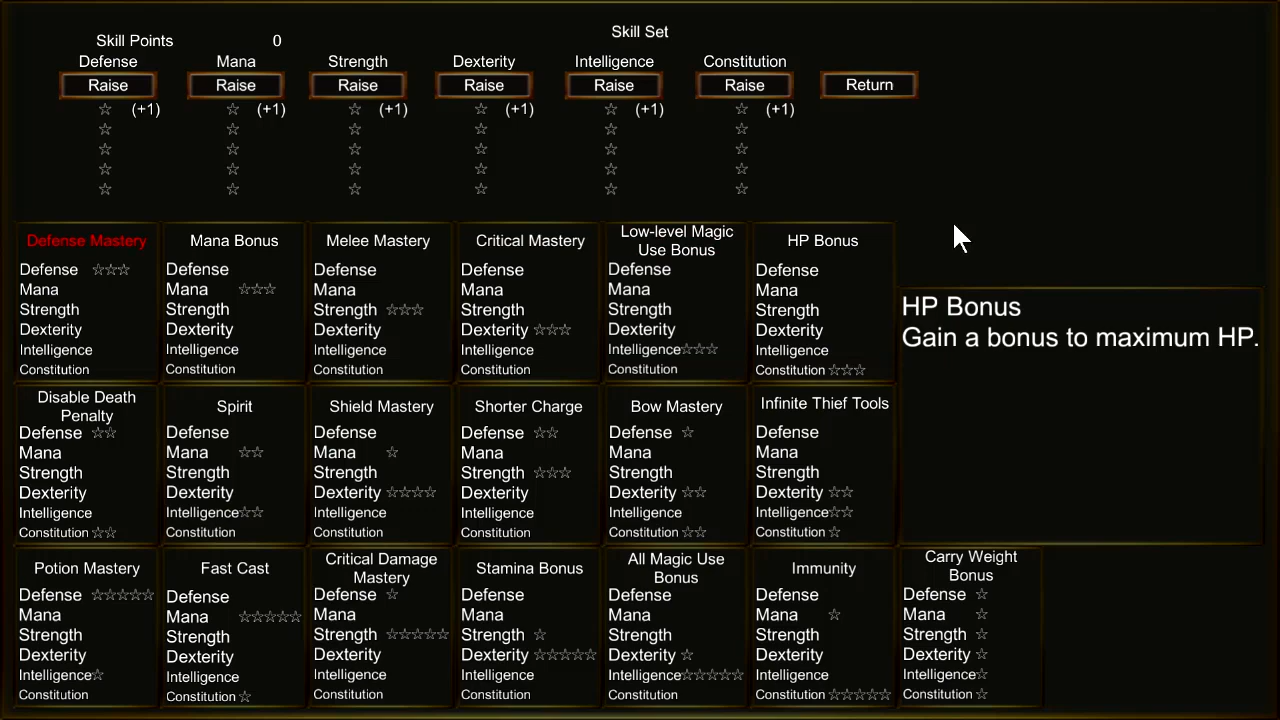 Skill Set
Skill Points 0
Defense Mana Strength Dexterity Intelligence Constitution
Raise Raise Raise Raise Raise Raise Return
☆ (+1) ☆ (+1) ☆ (+1) ☆ (+1) ☆ (+1) ☆ (+1)
☆ ☆ ☆ ☆ ☆ ☆
☆ ☆ ☆ ☆ ☆ ☆
☆ ☆ ☆ ☆ ☆ ☆
☆ ☆ ☆ ☆ ☆ ☆
Defense Mastery
Defense ☆☆☆
Mana
Strength
Dexterity
Intelligence
Constitution
Mana Bonus
Defense
Mana ☆☆☆
Strength
Dexterity
Intelligence
Constitution
Melee Mastery
Defense
Mana
Strength ☆☆☆
Dexterity
Intelligence
Constitution
Critical Mastery
Defense
Mana
Strength
Dexterity ☆☆☆
Intelligence
Constitution
Low-level Magic
Use Bonus
Defense
Mana
Strength
Dexterity
Intelligence☆☆☆
Constitution
HP Bonus
Defense
Mana
Strength
Dexterity
Intelligence
Constitution ☆☆☆
HP Bonus
Gain a bonus to maximum HP.
Disable Death
Penalty
Defense ☆☆
Mana
Strength
Dexterity
Intelligence
Constitution ☆☆
Spirit
Defense
Mana ☆☆
Strength
Dexterity
Intelligence☆☆
Constitution
Shield Mastery
Defense
Mana ☆
Strength
Dexterity ☆☆☆☆
Intelligence
Constitution
Shorter Charge
Defense ☆☆
Mana
Strength ☆☆☆
Dexterity
Intelligence
Constitution
Bow Mastery
Defense ☆
Mana
Strength
Dexterity ☆☆
Intelligence
Constitution ☆☆
Infinite Thief Tools
Defense
Mana
Strength
Dexterity ☆☆
Intelligence☆☆
Constitution ☆
Potion Mastery
Defense ☆☆☆☆☆
Mana
Strength
Dexterity
Intelligence☆
Constitution
Fast Cast
Defense
Mana ☆☆☆☆☆
Strength
Dexterity
Intelligence
Constitution ☆
Critical Damage
Mastery
Defense ☆
Mana
Strength ☆☆☆☆☆
Dexterity
Intelligence
Constitution
Stamina Bonus
Defense
Mana
Strength ☆
Dexterity ☆☆☆☆☆
Intelligence
Constitution
All Magic Use
Bonus
Defense
Mana
Strength
Dexterity ☆
Intelligence☆☆☆☆☆
Constitution
Immunity
Defense
Mana ☆
Strength
Dexterity
Intelligence
Constitution ☆☆☆☆☆
Carry Weight
Bonus
Defense ☆
Mana ☆
Strength ☆
Dexterity ☆
Intelligence☆
Constitution ☆